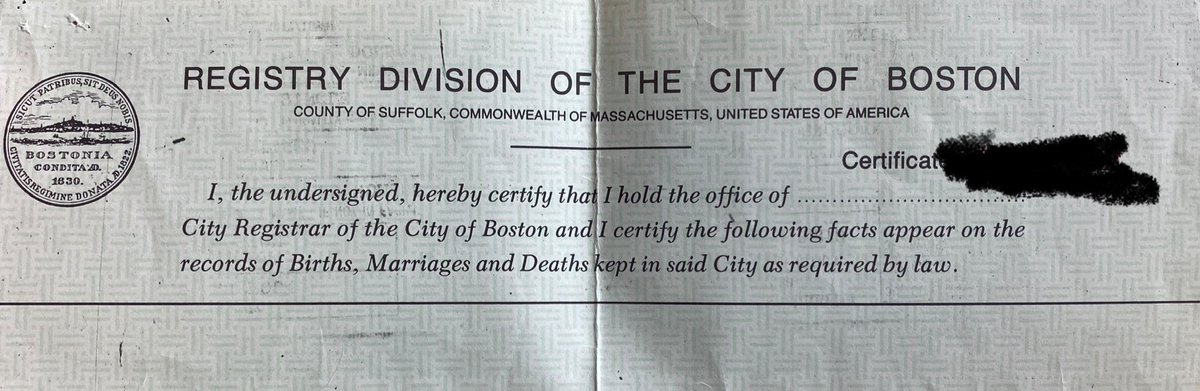 REGISTRY DIVISION OF THE CITY OF BOSTON
COUNTY OF SUFFOLK, COMMONWEALTH OF MASSACHUSETTS, UNITED STATES OF AMERICA
SICUT PATRIBUS, SIT DEUS NOBIS
BOSTONIA
CONDITA A.D.
1630.
CIVITATIS REGIMINE DONATA A.D. 1822.
I, the undersigned, hereby certify that I hold the office of ..............................
City Registrar of the City of Boston and I certify the following facts appear on the
records of Births, Marriages and Deaths kept in said City as required by law.